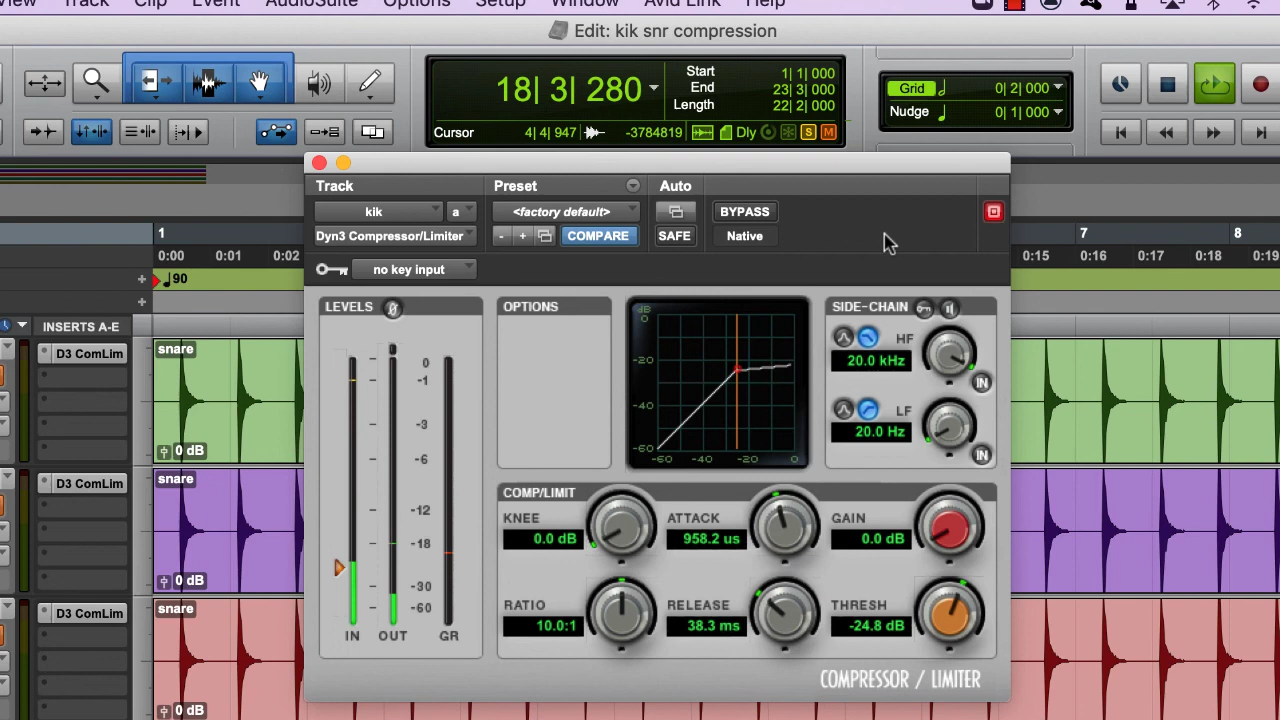 View Track Clip Event AudioSuite Options Setup Window Avid Link Help
Edit: kik snr compression
18| 3| 280
Start 1| 1| 000
End 23| 3| 000
Length 22| 2| 000
Cursor 4| 4| 947 -3784819 Dly S M
Grid 0| 2| 000
Nudge 0| 1| 000
Track Preset Auto
kik a <factory default> BYPASS
Dyn3 Compressor/Limiter - + COMPARE SAFE Native
no key input
1 7 8
0:00 0:01 0:02 0:15 0:16 0:17 0:18 0:19
+ 90
+
INSERTS A-E
LEVELS Ø OPTIONS SIDE-CHAIN
dB
0
-20
-40
-60
-60 -40 -20 0
HF
20.0 kHz
IN
LF
20.0 Hz
IN
0
-1
-3
-6
-12
-18
-30
-60
IN OUT GR
COMP/LIMIT
KNEE ATTACK GAIN
0.0 dB 958.2 us 0.0 dB
RATIO RELEASE THRESH
10.0:1 38.3 ms -24.8 dB
COMPRESSOR / LIMITER
D3 ComLim snare
0 dB
D3 ComLim snare
0 dB
D3 ComLim snare
0 dB